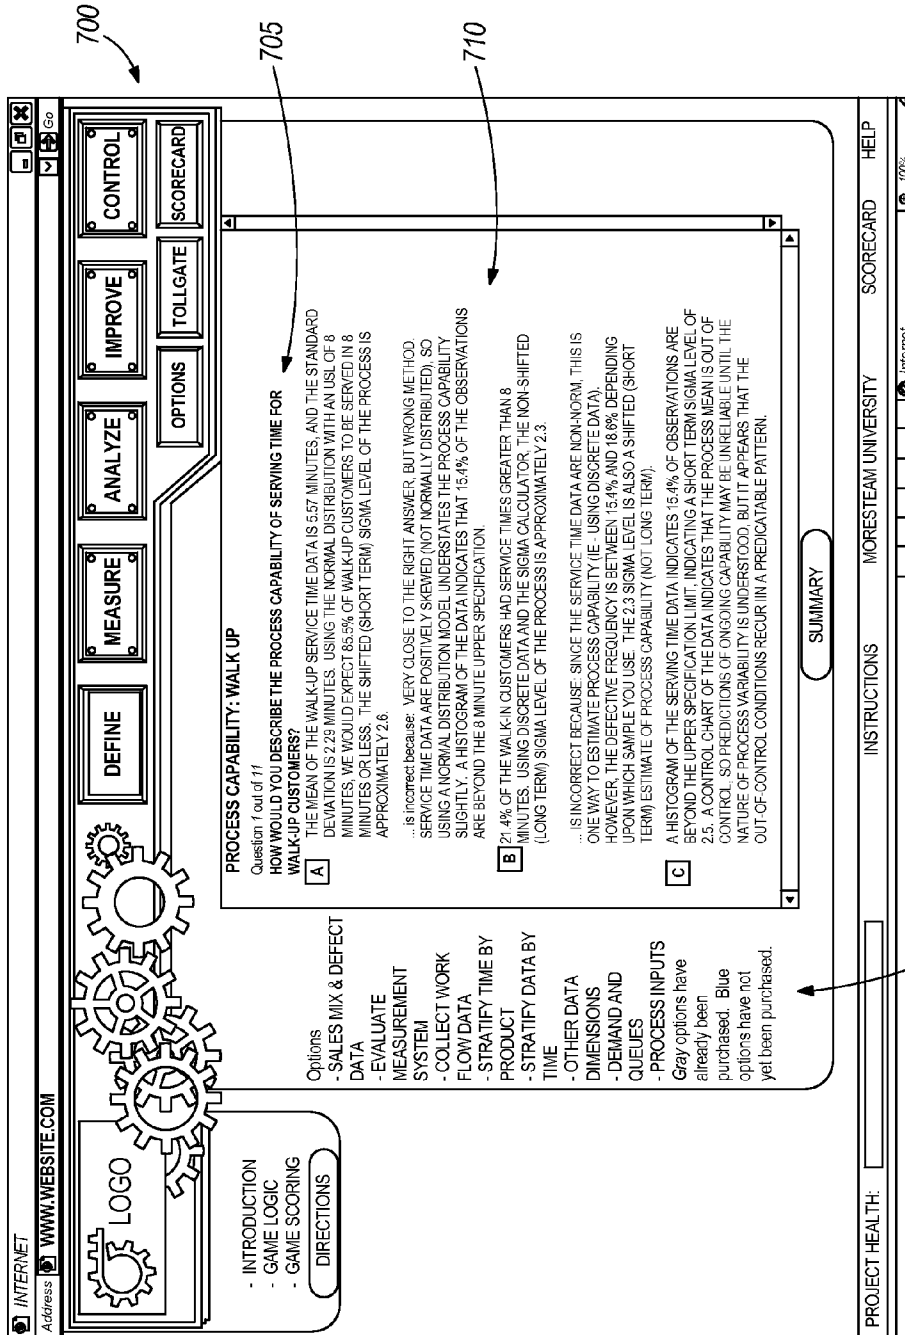 INTERNET
Address WWW.WEBSITE.COM
Go
LOGO
DEFINE
MEASURE
ANALYZE
IMPROVE
CONTROL
OPTIONS
TOLLGATE
SCORECARD
700
- INTRODUCTION
- GAME LOGIC
- GAME SCORING
DIRECTIONS
Options
- SALES MIX & DEFECT
DATA
- EVALUATE
MEASUREMENT
SYSTEM
- COLLECT WORK
FLOW DATA
- STRATIFY TIME BY
PRODUCT
- STRATIFY DATA BY
TIME
- OTHER DATA
DIMENSIONS
- DEMAND AND
QUEUES
- PROCESS INPUTS
Gray options have
already been
purchased. Blue
options have not
yet been purchased.
PROCESS CAPABILITY: WALK UP
Question 1 out of 11
HOW WOULD YOU DESCRIBE THE PROCESS CAPABILITY OF SERVING TIME FOR
WALK-UP CUSTOMERS?
705
A
THE MEAN OF THE WALK-UP SERVICE TIME DATA IS 5.57 MINUTES, AND THE STANDARD
DEVIATION IS 2.29 MINUTES. USING THE NORMAL DISTRIBUTION WITH AN USL OF 8
MINUTES, WE WOULD EXPECT 85.5% OF WALK-UP CUSTOMERS TO BE SERVED IN 8
MINUTES OR LESS. THE SHIFTED (SHORT TERM) SIGMA LEVEL OF THE PROCESS IS
APPROXIMATELY 2.6.
...is incorrect because: VERY CLOSE TO THE RIGHT ANSWER, BUT WRONG METHOD.
SERVICE TIME DATA ARE POSITIVELY SKEWED (NOT NORMALLY DISTRIBUTED), SO
USING A NORMAL DISTRIBUTION MODEL UNDERSTATES THE PROCESS CAPABILITY
SLIGHTLY. A HISTOGRAM OF THE DATA INDICATES THAT 15.4% OF THE OBSERVATIONS
ARE BEYOND THE 8 MINUTE UPPER SPECIFICATION.
710
B
21.4% OF THE WALK-IN CUSTOMERS HAD SERVICE TIMES GREATER THAN 8
MINUTES. USING DISCRETE DATA AND THE SIGMA CALCULATOR, THE NON-SHIFTED
(LONG TERM) SIGMA LEVEL OF THE PROCESS IS APPROXIMATELY 2.3.
... IS INCORRECT BECAUSE: SINCE THE SERVICE TIME DATA ARE NON-NORM, THIS IS
ONE WAY TO ESTIMATE PROCESS CAPABILITY (IE - USING DISCRETE DATA).
HOWEVER, THE DEFECTIVE FREQUENCY IS BETWEEN 15.4% AND 18.6% DEPENDING
UPON WHICH SAMPLE YOU USE. THE 2.3 SIGMA LEVEL IS ALSO A SHIFTED (SHORT
TERM) ESTIMATE OF PROCESS CAPABILITY (NOT LONG TERM).
C
A HISTOGRAM OF THE SERVING TIME DATA INDICATES 15.4% OF OBSERVATIONS ARE
BEYOND THE UPPER SPECIFICATION LIMIT, INDICATING A SHORT TERM SIGMA LEVEL OF
2.5. A CONTROL CHART OF THE DATA INDICATES THAT THE PROCESS MEAN IS OUT OF
CONTROL, SO PREDICTIONS OF ONGOING CAPABILITY MAY BE UNRELIABLE UNTIL THE
NATURE OF PROCESS VARIABILITY IS UNDERSTOOD, BUT IT APPEARS THAT THE
OUT-OF-CONTROL CONDITIONS RECUR IN A PREDICATABLE PATTERN.
SUMMARY
PROJECT HEALTH:
INSTRUCTIONS
MORESTEAM UNIVERSITY
SCORECARD
HELP
Internet
100%